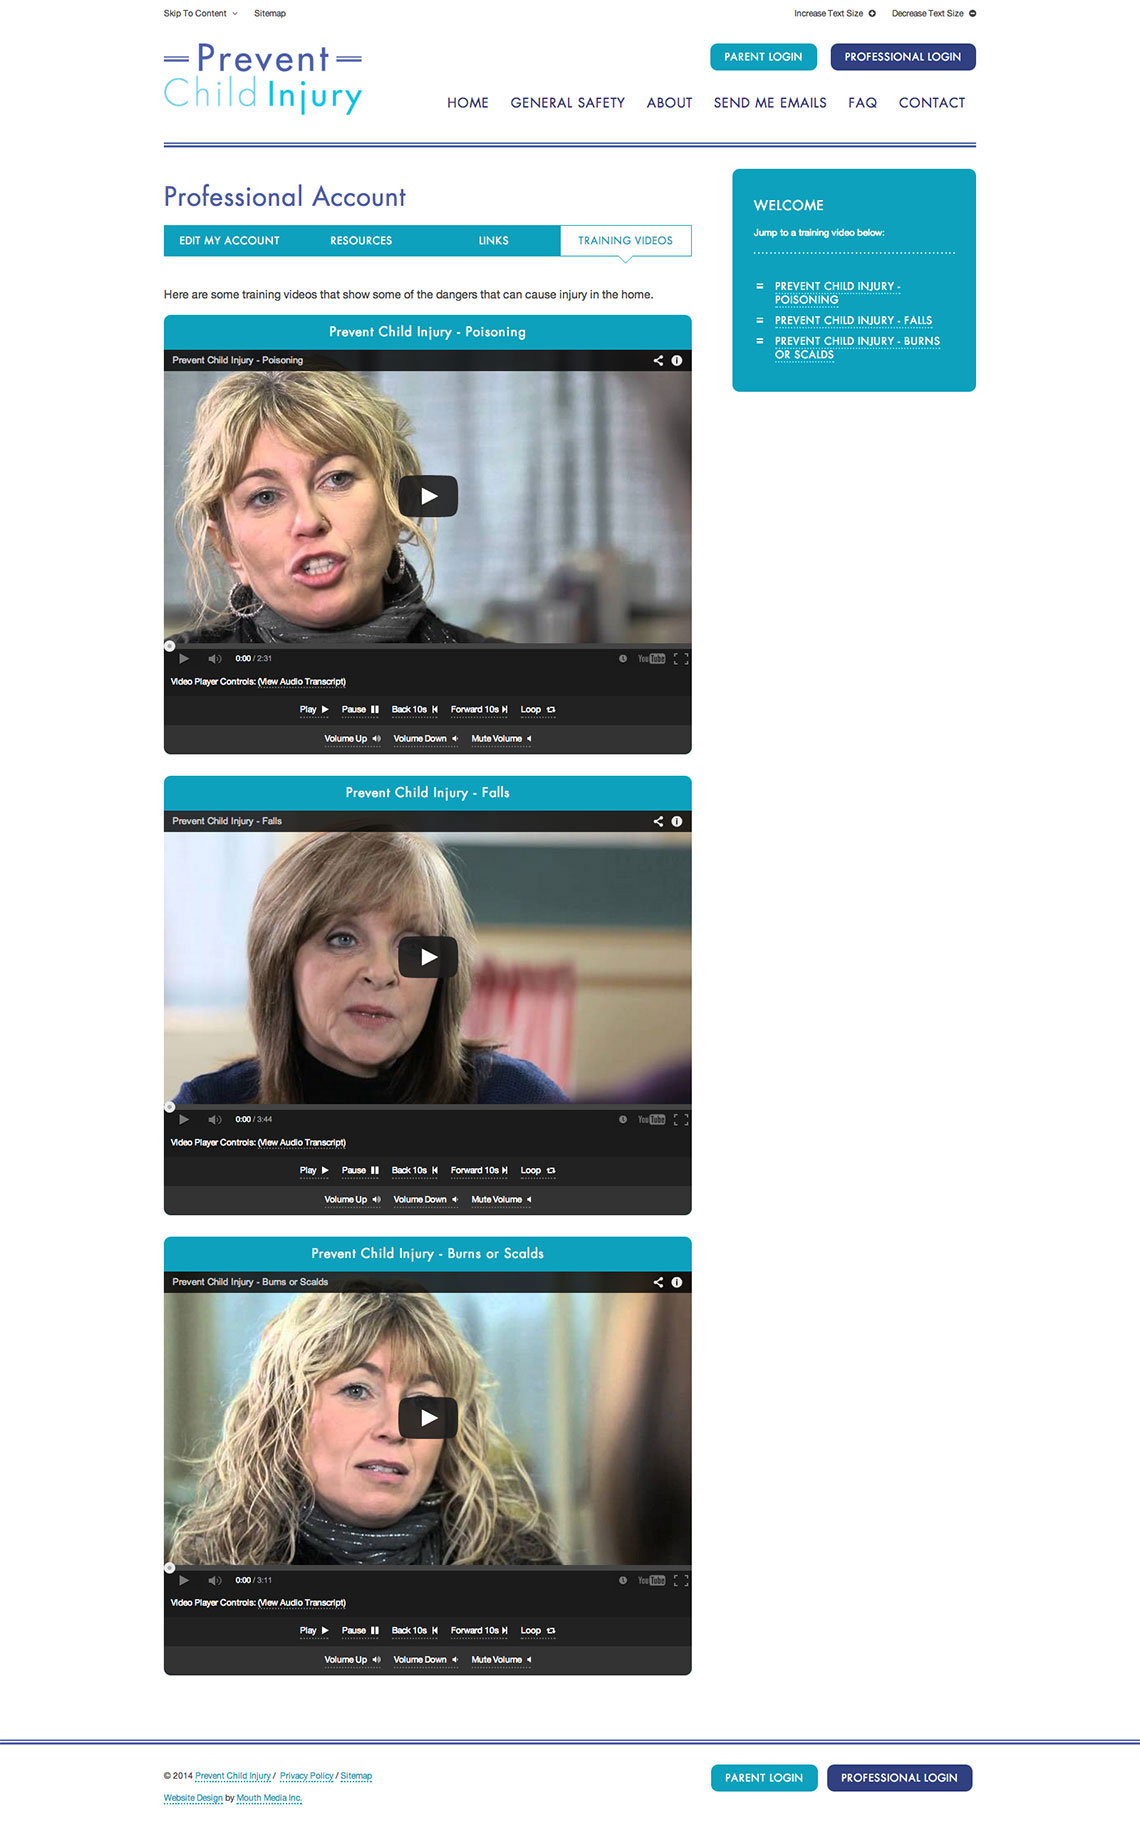 Skip To Content Sitemap
Increase Text Size Decrease Text Size
Prevent
Child Injury
PARENT LOGIN PROFESSIONAL LOGIN
HOME GENERAL SAFETY ABOUT SEND ME EMAILS FAQ CONTACT
Professional Account
EDIT MY ACCOUNT RESOURCES LINKS TRAINING VIDEOS
Here are some training videos that show some of the dangers that can cause injury in the home.
WELCOME
Jump to a training video below:
PREVENT CHILD INJURY -
POISONING
PREVENT CHILD INJURY - FALLS
PREVENT CHILD INJURY - BURNS
OR SCALDS
Prevent Child Injury - Poisoning
Prevent Child Injury - Poisoning
0:00 / 2:31 YouTube
Video Player Controls: (View Audio Transcript)
Play Pause Back 10s Forward 10s Loop
Volume Up Volume Down Mute Volume
Prevent Child Injury - Falls
Prevent Child Injury - Falls
0:00 / 3:44 YouTube
Video Player Controls: (View Audio Transcript)
Play Pause Back 10s Forward 10s Loop
Volume Up Volume Down Mute Volume
Prevent Child Injury - Burns or Scalds
Prevent Child Injury - Burns or Scalds
0:00 / 3:11 YouTube
Video Player Controls: (View Audio Transcript)
Play Pause Back 10s Forward 10s Loop
Volume Up Volume Down Mute Volume
© 2014 Prevent Child Injury / Privacy Policy / Sitemap
Website Design by Mouth Media Inc.
PARENT LOGIN PROFESSIONAL LOGIN